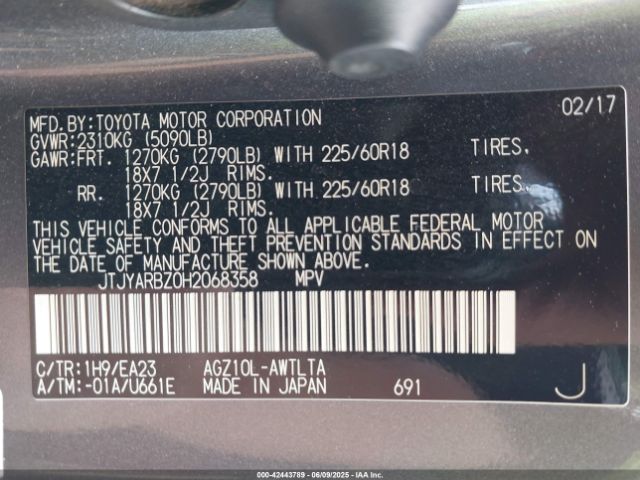 MFD.BY:TOYOTA MOTOR CORPORATION 02/17
GVWR:2310KG (5090LB)
GAWR:FRT. 1270KG (2790LB) WITH 225/60R18 TIRES.
18X7 1/2J RIMS.
RR. 1270KG (2790LB) WITH 225/60R18 TIRES.
18X7 1/2J RIMS.
THIS VEHICLE CONFORMS TO ALL APPLICABLE FEDERAL MOTOR
VEHICLE SAFETY AND THEFT PREVENTION STANDARDS IN EFFECT ON
THE DATE OF MANUFACTURE SHOWN ABOVE.
JTJYARBZ0H2068358 MPV
C/TR:1H9/EA23 AGZ10L-AWTLTA
A/TM:-01A/U661E MADE IN JAPAN 691 J
000-42443789 - 06/09/2025 - IAA Inc.